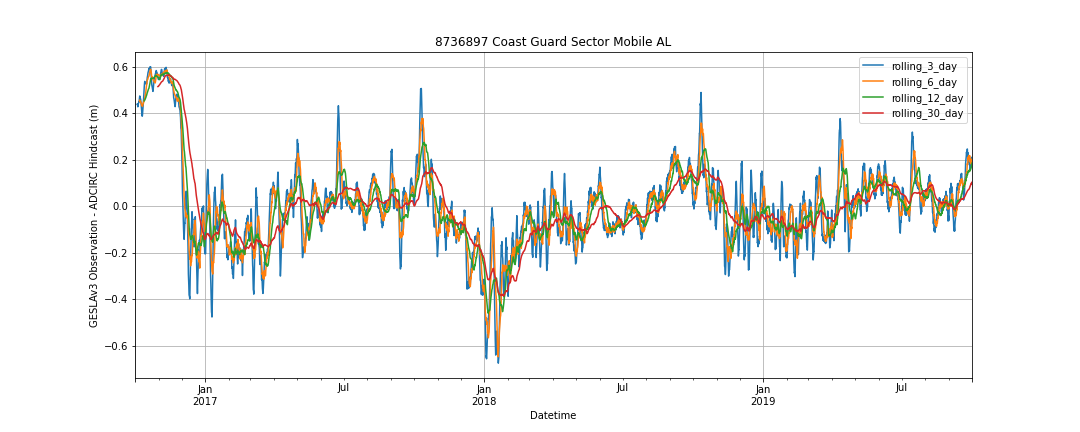 8736897 Coast Guard Sector Mobile AL
GESLAv3 Observation - ADCIRC Hindcast (m)
0.6
0.4
0.2
0.0
−0.2
−0.4
−0.6
rolling_3_day
rolling_6_day
rolling_12_day
rolling_30_day
Jan Jul Jan Jul Jan Jul
2017 2018 2019
Datetime